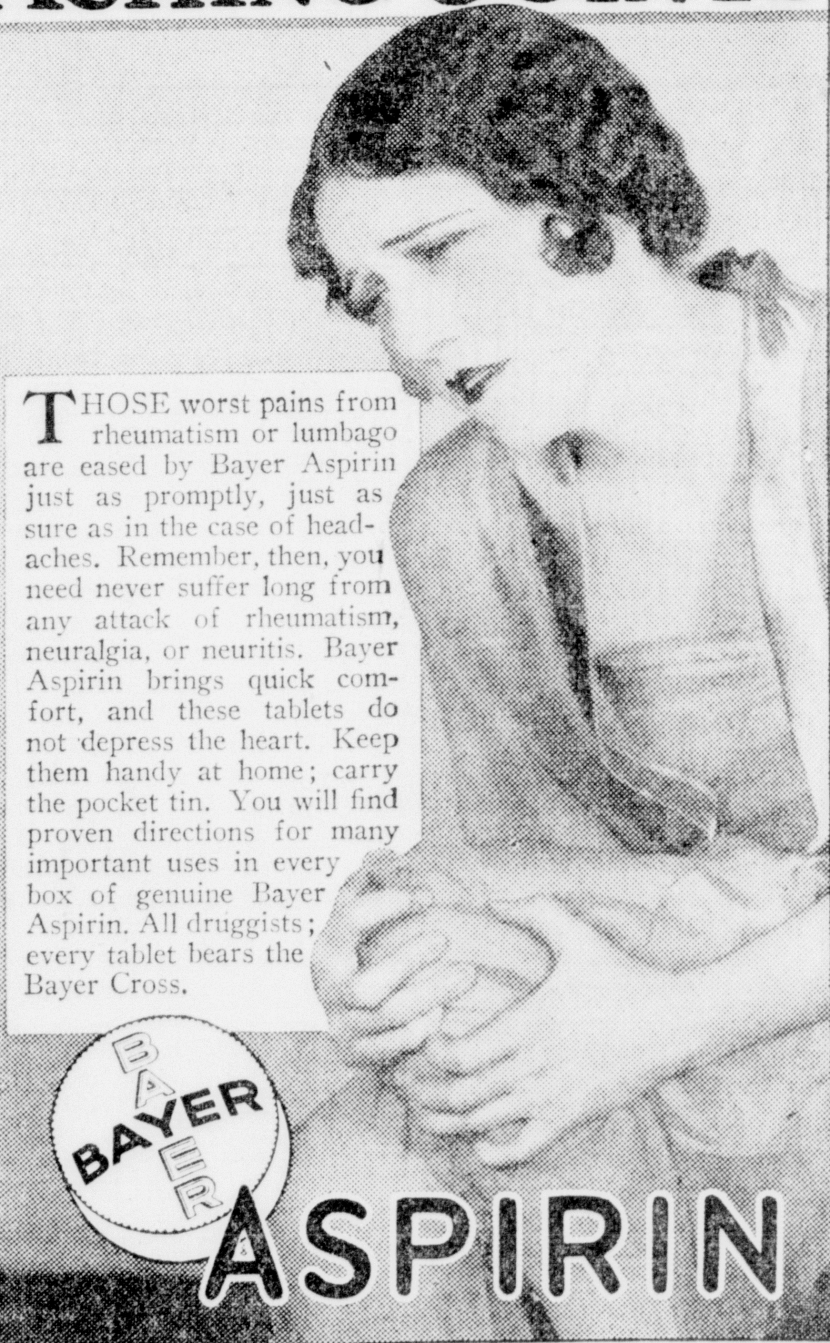 THOSE worst pains from
rheumatism or lumbago
are eased by Bayer Aspirin
just as promptly, just as
sure as in the case of head-
aches. Remember, then, you
need never suffer long from
any attack of rheumatism,
neuralgia, or neuritis. Bayer
Aspirin brings quick com-
fort, and these tablets do
not depress the heart. Keep
them handy at home; carry
the pocket tin. You will find
proven directions for many
important uses in every
box of genuine Bayer
Aspirin. All druggists;
every tablet bears the
Bayer Cross.
BAYER
BAYER
ASPIRIN